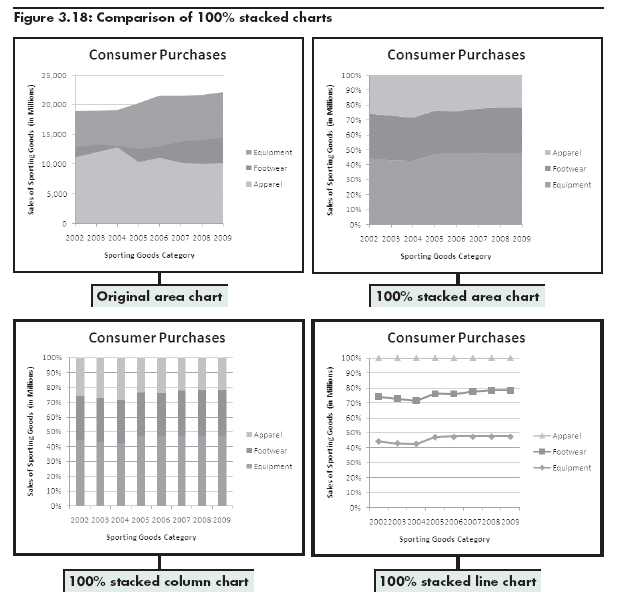 Figure 3.18: Comparison of 100% stacked charts
Consumer Purchases
Sales of Sporting Goods (in Millions)
25,000
20,000
15,000
10,000
5,000
0
2002 2003 2004 2005 2006 2007 2008 2009
Sporting Goods Category
Equipment
Footwear
Apparel
Original area chart
Consumer Purchases
Sales of Sporting Goods (in Millions)
100%
90%
80%
70%
60%
50%
40%
30%
20%
10%
0%
2002 2003 2004 2005 2006 2007 2008 2009
Sporting Goods Category
Apparel
Footwear
Equipment
100% stacked area chart
Consumer Purchases
Sales of Sporting Goods (in Millions)
100%
90%
80%
70%
60%
50%
40%
30%
20%
10%
0%
2002 2003 2004 2005 2006 2007 2008 2009
Sporting Goods Category
Apparel
Footwear
Equipment
100% stacked column chart
Consumer Purchases
Sales of Sporting Goods (in Millions)
100%
90%
80%
70%
60%
50%
40%
30%
20%
10%
0%
2002 2003 2004 2005 2006 2007 2008 2009
Sporting Goods Category
Apparel
Footwear
Equipment
100% stacked line chart